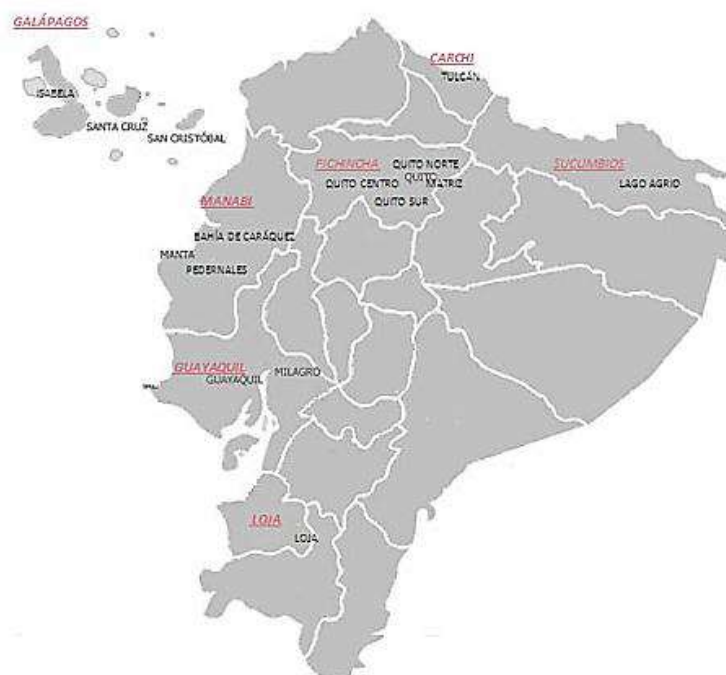 GALÁPAGOS
ISABELA
SANTA CRUZ
SAN CRISTÓBAL
CARCHI
TULCÁN
PICHINCHA
QUITO NORTE
QUITO
QUITO CENTRO
MATRIZ
QUITO SUR
SUCUMBIOS
LAGO AGRIO
MANABI
BAHÍA DE CARÁQUEZ
MANTA
PEDERNALES
GUAYAQUIL
GUAYAQUIL
MILAGRO
LOJA
LOJA